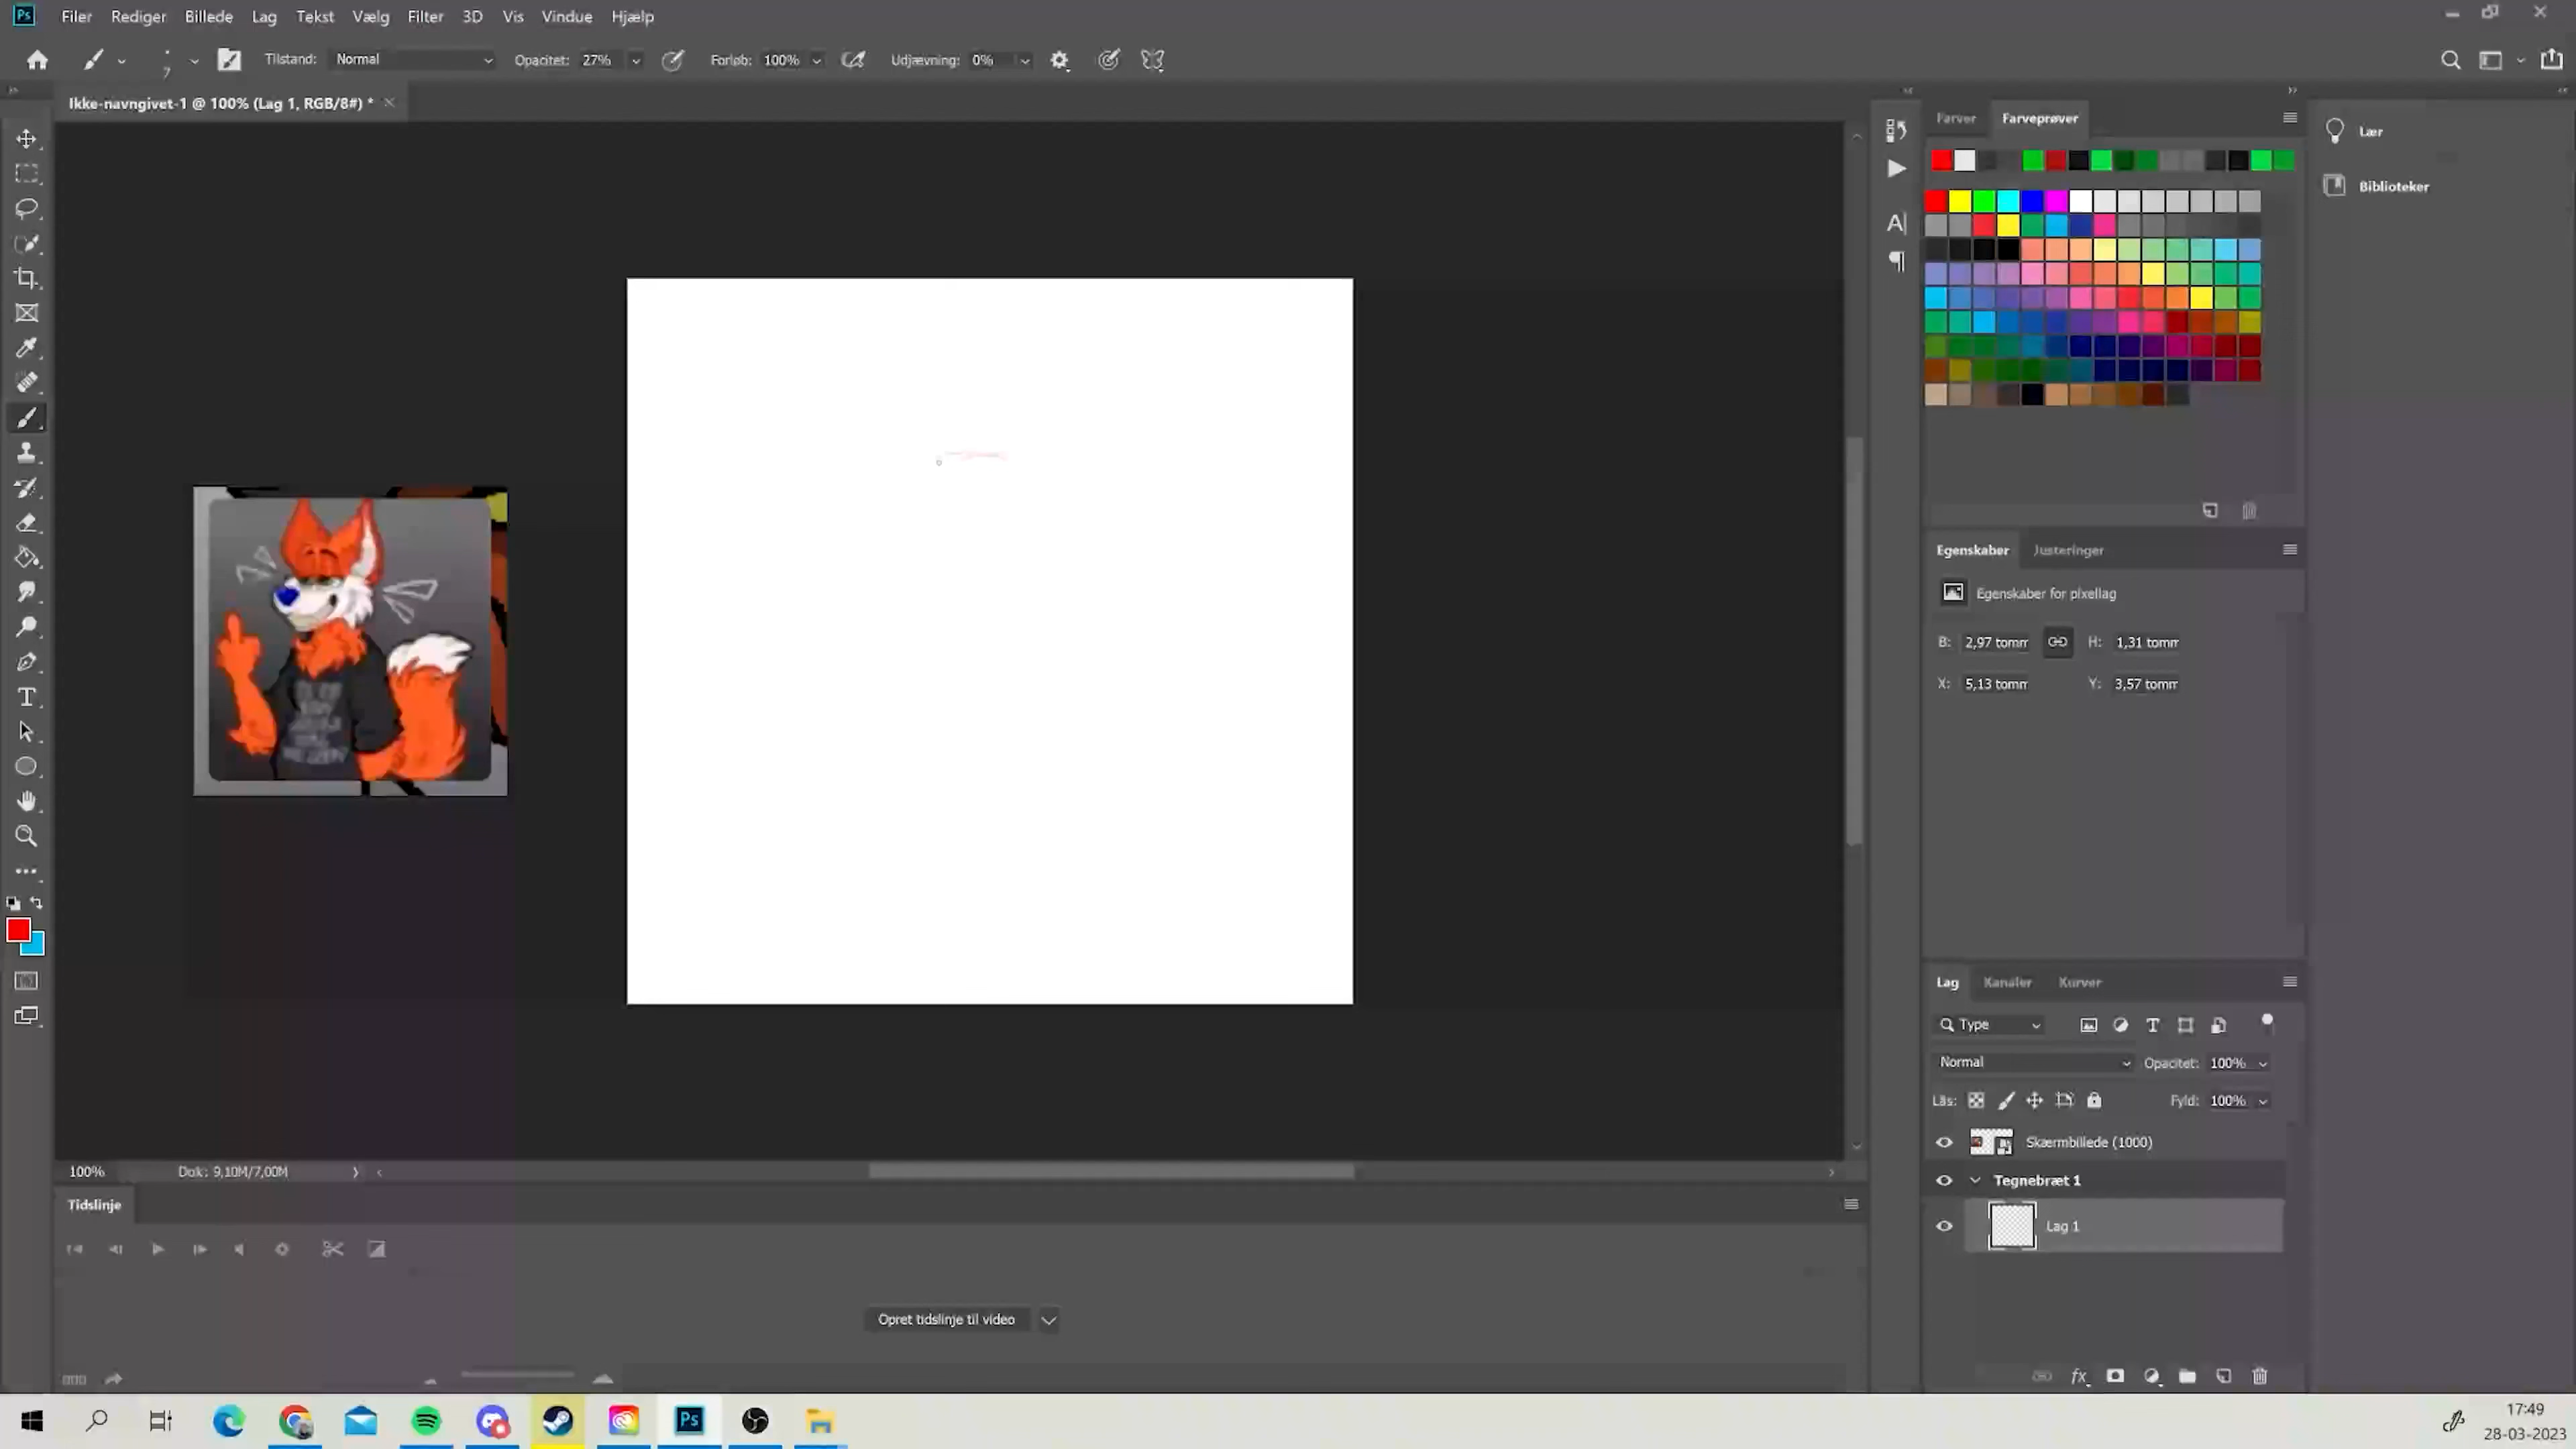 Ps Filer Rediger Billede Lag Tekst Vælg Filter 3D Vis Vindue Hjælp
7 Tilstand: Normal Opacitet: 27% Forløb: 100% Udjævning: 0%
Ikke-navngivet-1 @ 100% (Lag 1, RGB/8#) *
Farver Farveprøver
Lær
Biblioteker
Egenskaber Justeringer
Egenskaber for pixellag
B: 2,97 tomm H: 1,31 tomm
X: 5,13 tomm Y: 3,57 tomm
Lag Kanaler Kurver
Type
Normal Opacitet: 100%
Lås: Fyld: 100%
Skærmbillede (1000)
Tegnebræt 1
Lag 1
100% Dok: 9,10M/7,00M
Tidslinje
Opret tidslinje til video
fx
Ps
17:49
28-03-2023